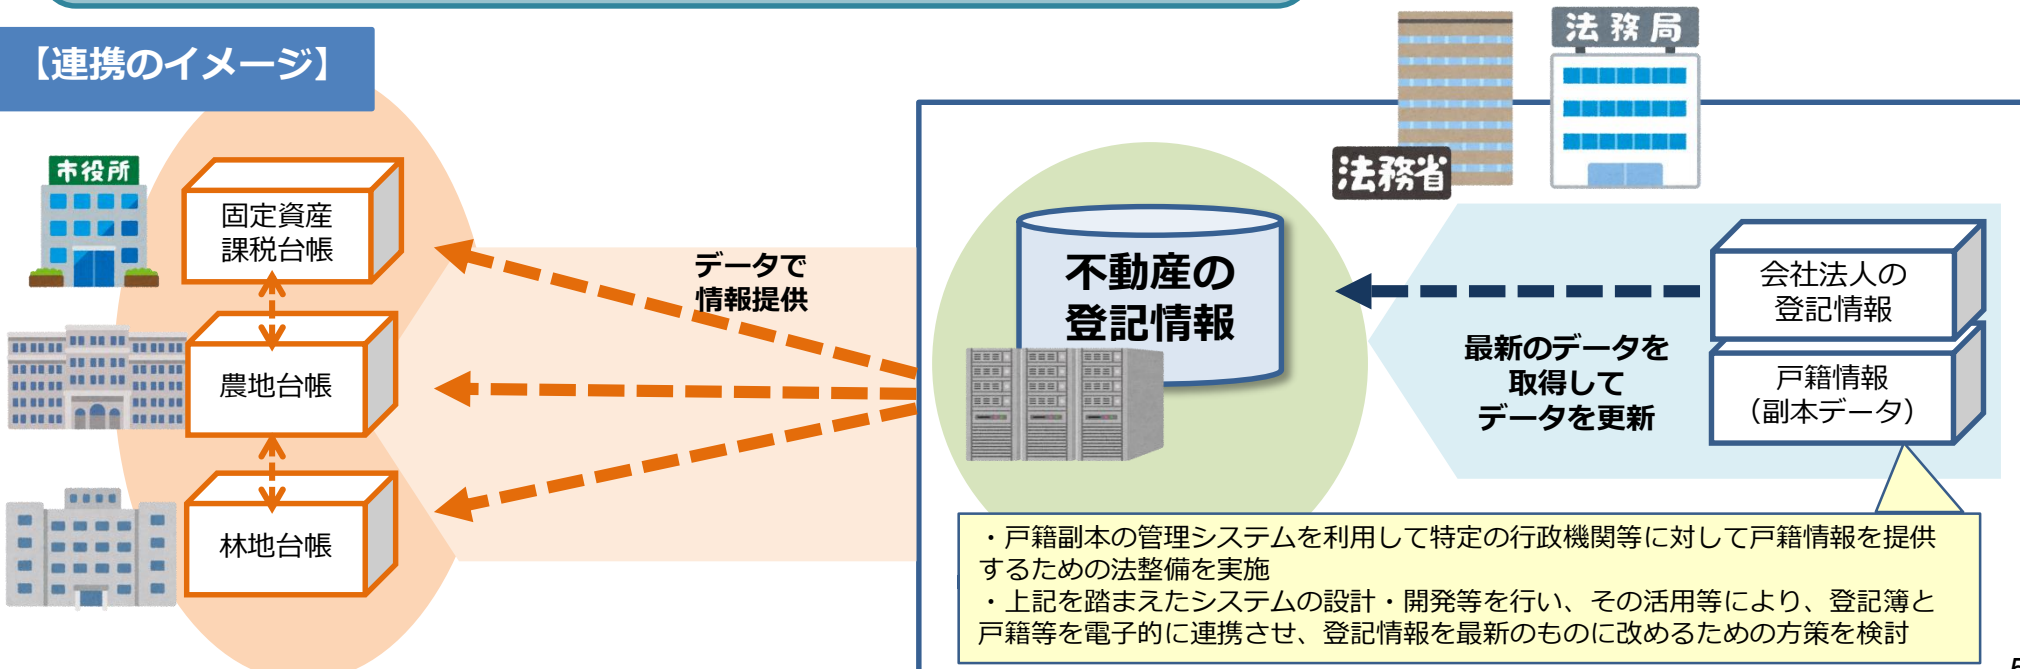 【連携のイメージ】
法務局
法務省
市役所
固定資産
課税台帳
農地台帳
林地台帳
データで
情報提供
不動産の
登記情報
最新のデータを
取得して
データを更新
会社法人の
登記情報
戸籍情報
（副本データ）
・戸籍副本の管理システムを利用して特定の行政機関等に対して戸籍情報を提供
するための法整備を実施
・上記を踏まえたシステムの設計・開発等を行い、その活用等により、登記簿と
戸籍等を電子的に連携させ、登記情報を最新のものに改めるための方策を検討